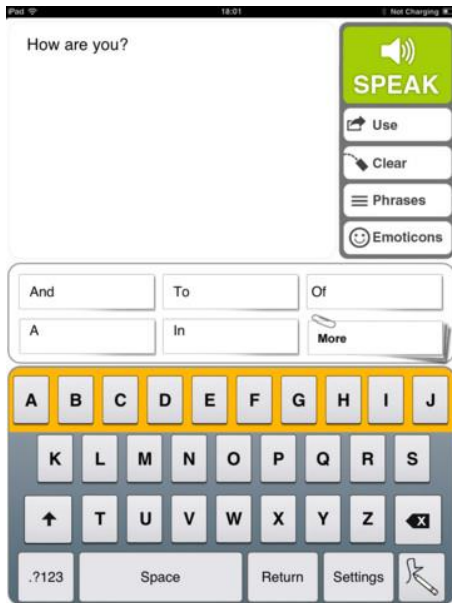 iPad 18:01 Not Charging
How are you?
SPEAK
Use
Clear
Phrases
Emoticons
And To Of
A In More
A B C D E F G H I J
K L M N O P Q R S
T U V W X Y Z
.?123 Space Return Settings